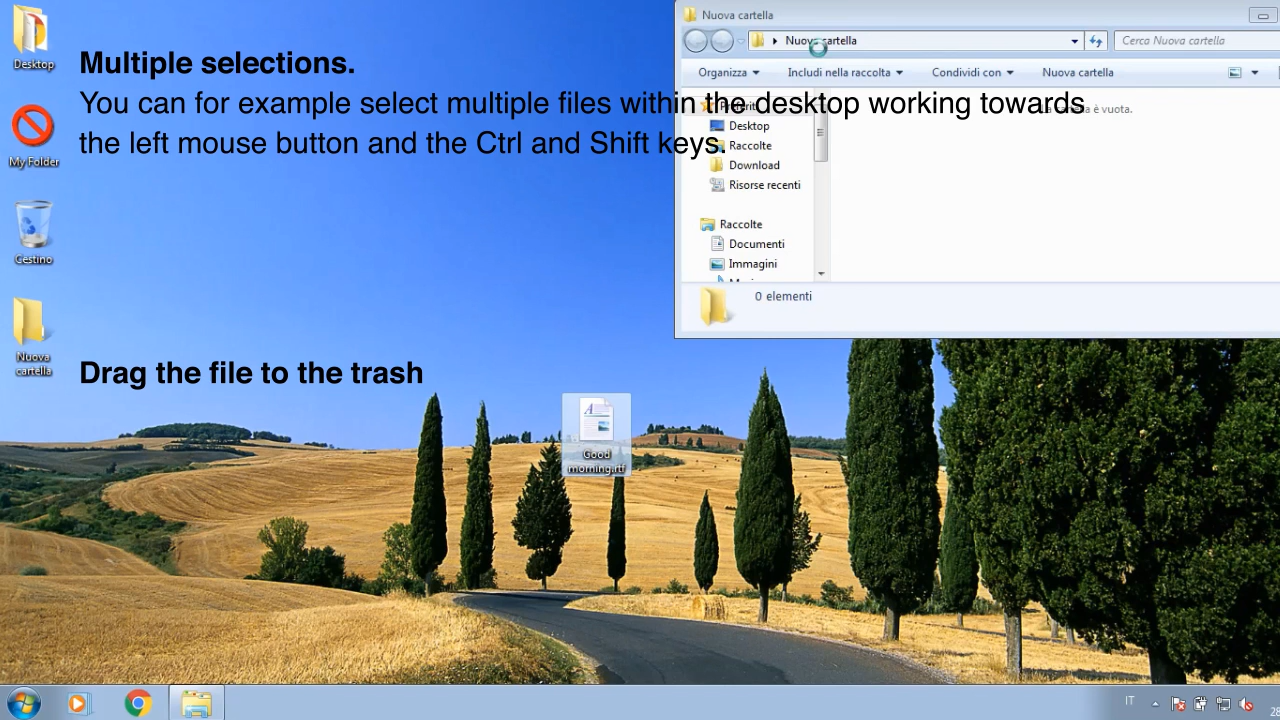 Desktop
My Folder
Cestino
Nuova
cartella
Multiple selections.
You can for example select multiple files within the desktop working towards
the left mouse button and the Ctrl and Shift keys.
Drag the file to the trash
Good
morning.rtf
Nuova cartella
Nuova cartella
Cerca Nuova cartella
Organizza
Includi nella raccolta
Condividi con
Nuova cartella
Preferiti
è vuota.
Desktop
Raccolte
Download
Risorse recenti
Raccolte
Documenti
Immagini
0 elementi
IT
28